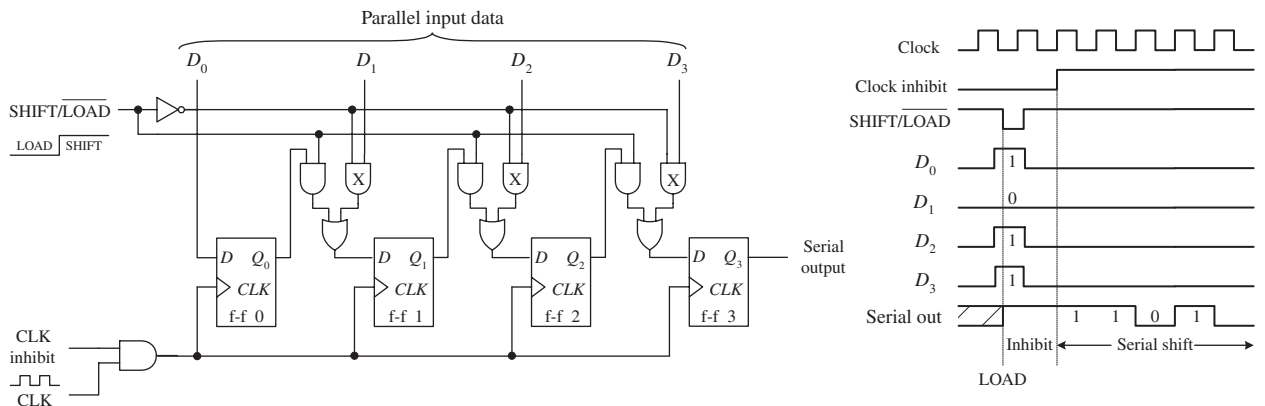 Parallel input data
D0 D1 D2 D3
SHIFT/LOAD
LOAD SHIFT
X X X
D Q0 D Q1 D Q2 D Q3
CLK CLK CLK CLK
f-f 0 f-f 1 f-f 2 f-f 3
Serial
output
CLK
inhibit
CLK
Clock
Clock inhibit
SHIFT/LOAD
D0 1
D1 0
D2 1
D3 1
Serial out 1 1 0 1
Inhibit Serial shift
LOAD